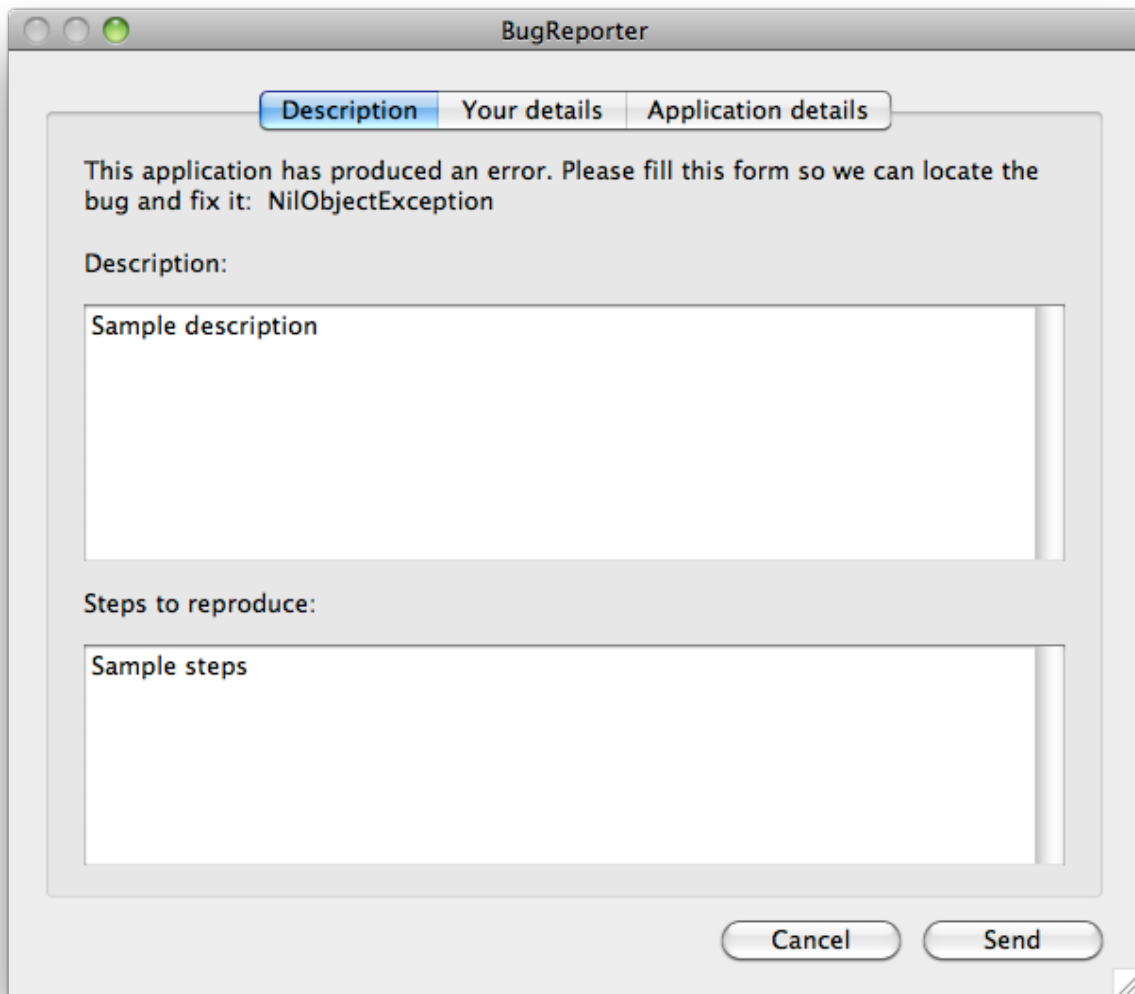 BugReporter
Description
Your details
Application details
This application has produced an error. Please fill this form so we can locate the
bug and fix it:  NilObjectException
Description:
Sample description
Steps to reproduce:
Sample steps
Cancel
Send